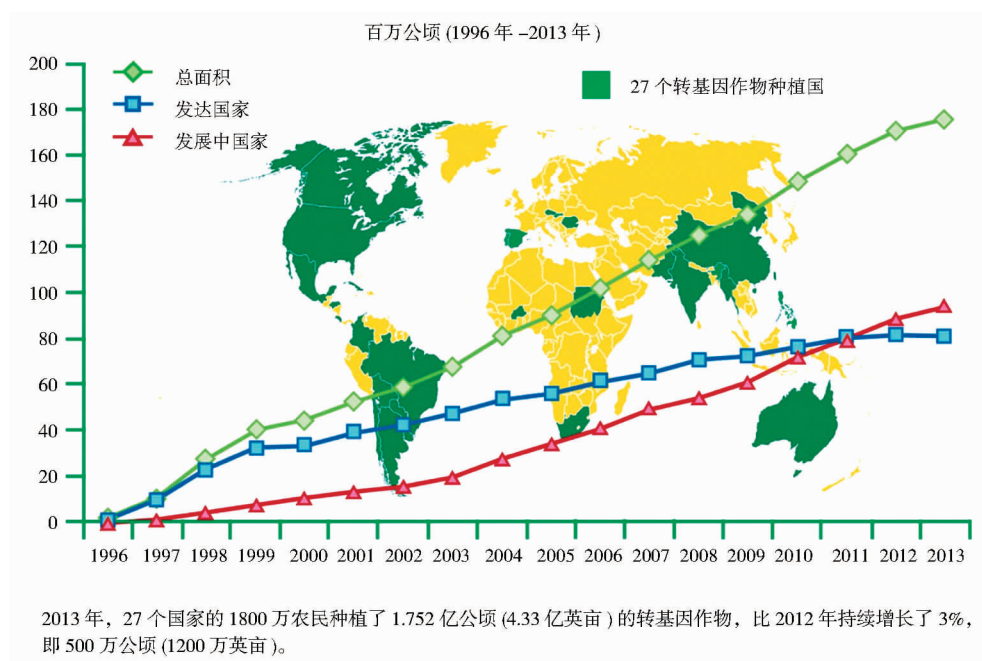 百万公顷 (1996 年 –2013 年)
200
180
160
140
120
100
80
60
40
20
0
总面积
发达国家
发展中国家
27 个转基因作物种植国
1996 1997 1998 1999 2000 2001 2002 2003 2004 2005 2006 2007 2008 2009 2010 2011 2012 2013
2013 年，27 个国家的 1800 万农民种植了 1.752 亿公顷 (4.33 亿英亩) 的转基因作物，比 2012 年持续增长了 3%，
即 500 万公顷 (1200 万英亩)。